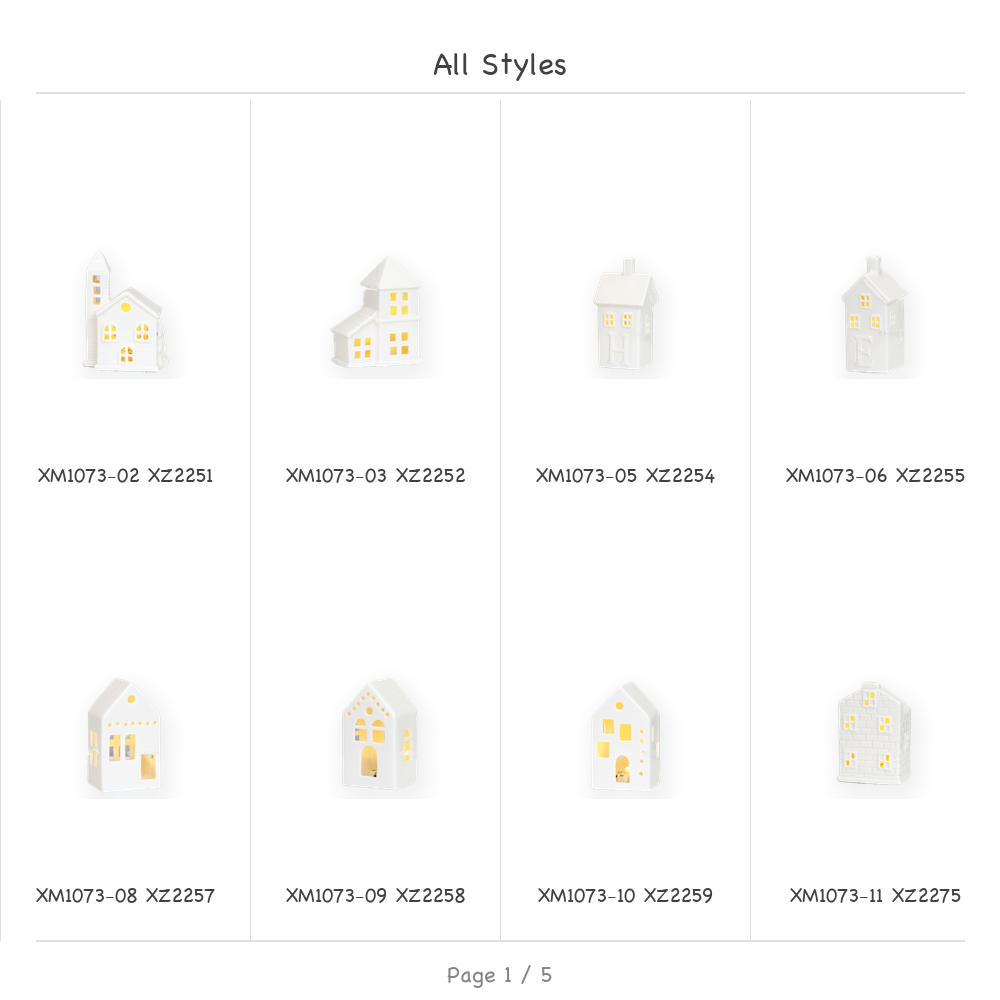 All Styles
XM1073-02 XZ2251
XM1073-03 XZ2252
XM1073-05 XZ2254
XM1073-06 XZ2255
H
B
XM1073-08 XZ2257
XM1073-09 XZ2258
XM1073-10 XZ2259
XM1073-11 XZ2275
Page 1 / 5